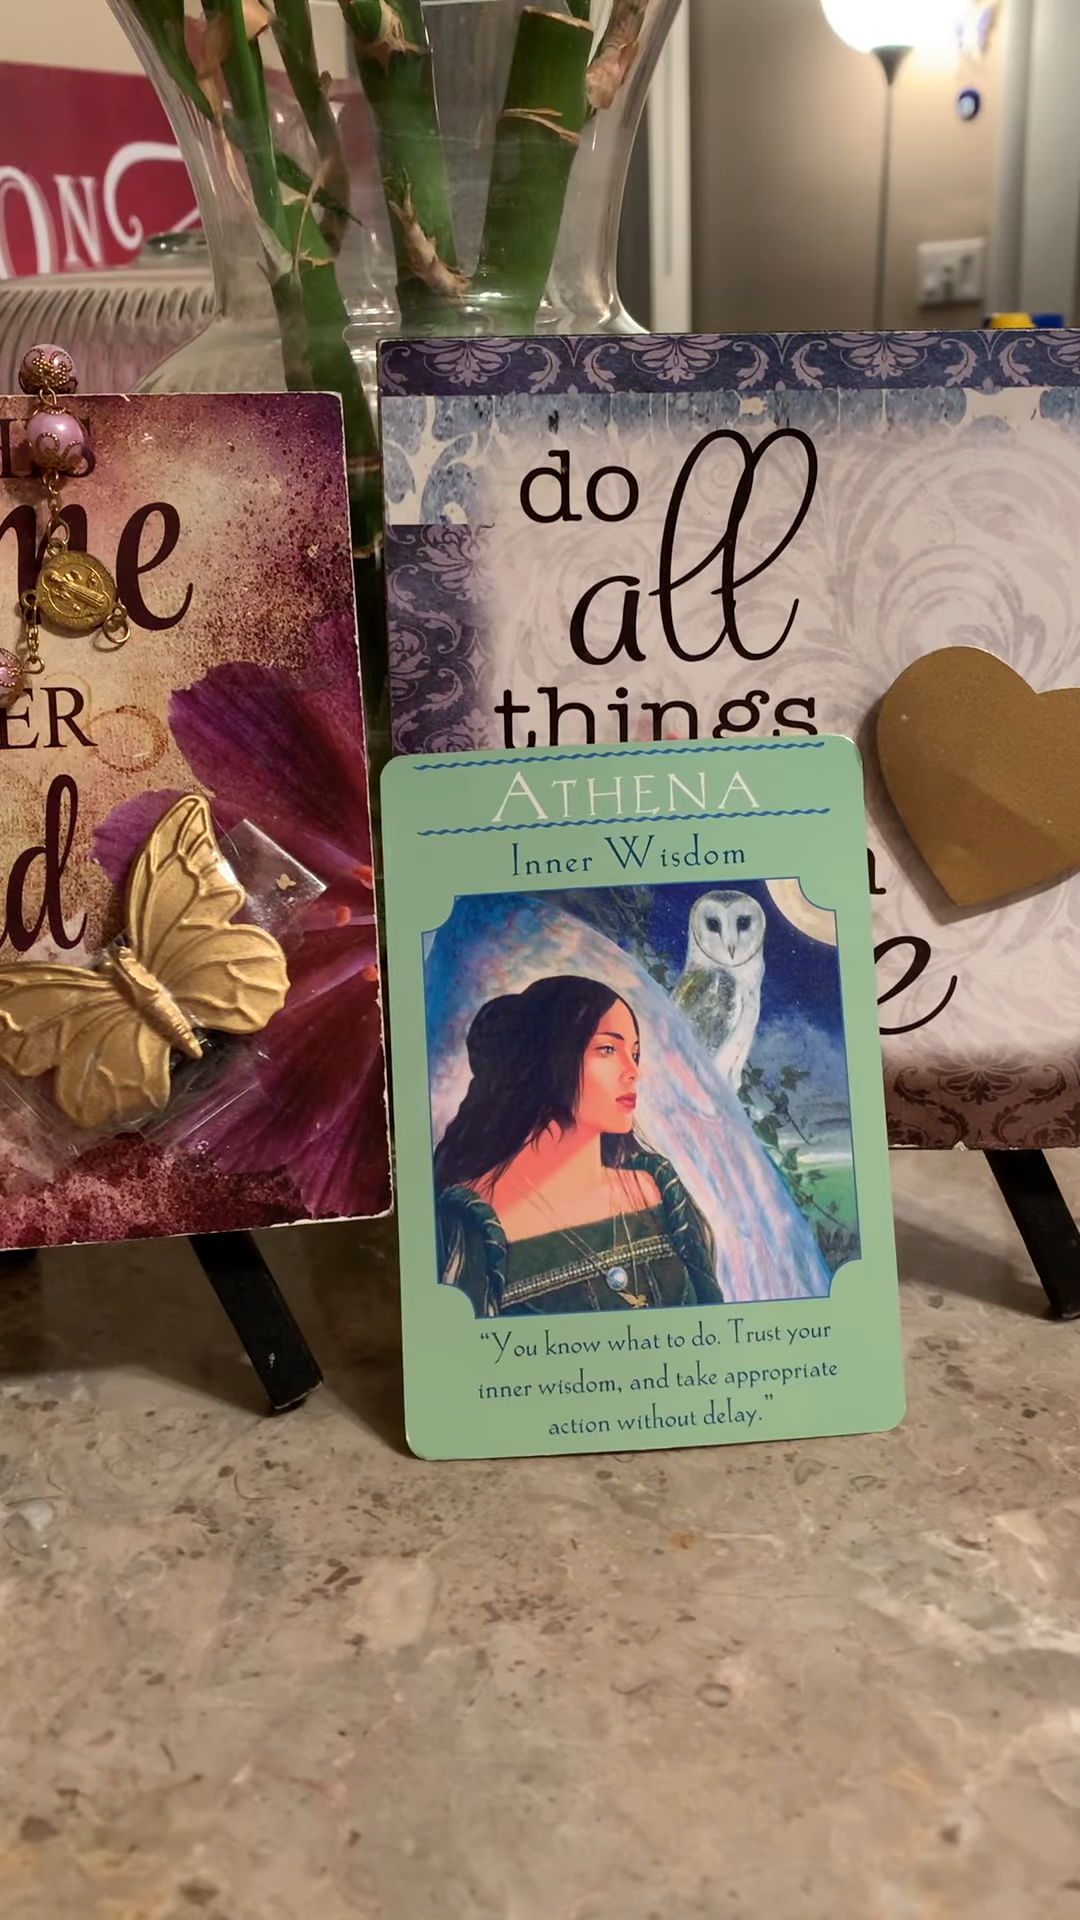 ON
me
ER
do
all
things
ATHENA
Inner Wisdom
"You know what to do. Trust your
inner wisdom, and take appropriate
action without delay."